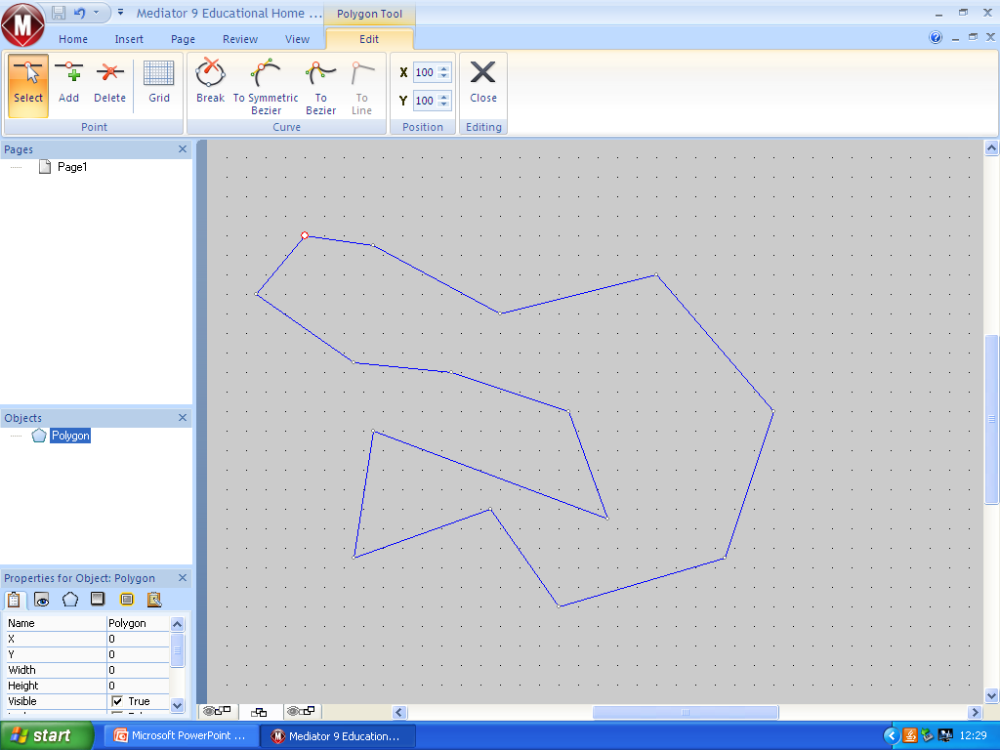 Mediator 9 Educational Home ...
Polygon Tool
Home Insert Page Review View Edit
Select Add Delete Grid Break To Symmetric Bezier To Bezier To Line X 100 Y 100 Close
Point Curve Position Editing
Pages
Page1
Objects
Polygon
Properties for Object: Polygon
Name Polygon
X 0
Y 0
Width 0
Height 0
Visible True
start Microsoft PowerPoint ... Mediator 9 Education... 12:29